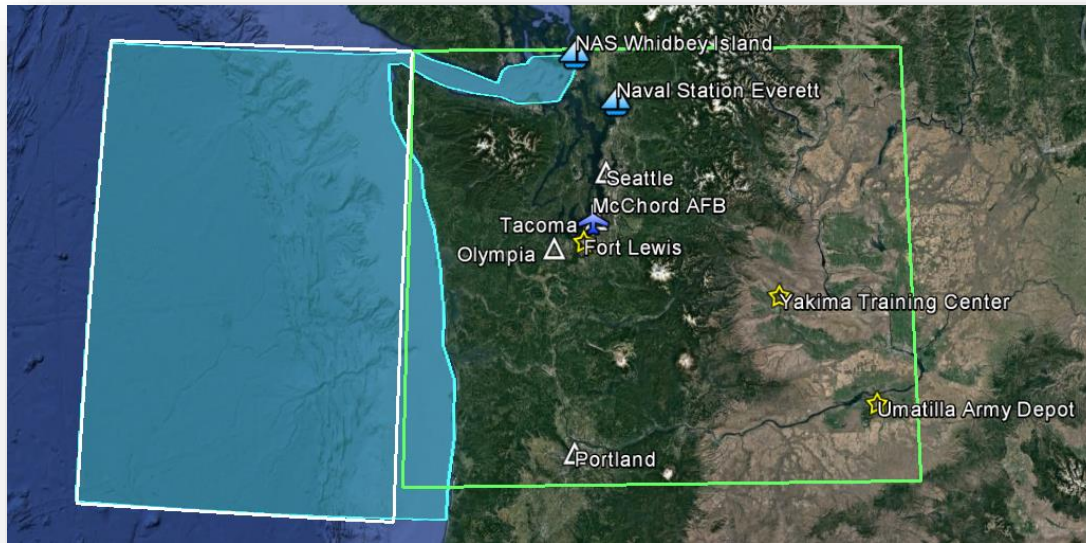 NAS Whidbey Island
Naval Station Everett
Seattle
McChord AFB
Tacoma
Fort Lewis
Olympia
Yakima Training Center
Umatilla Army Depot
Portland